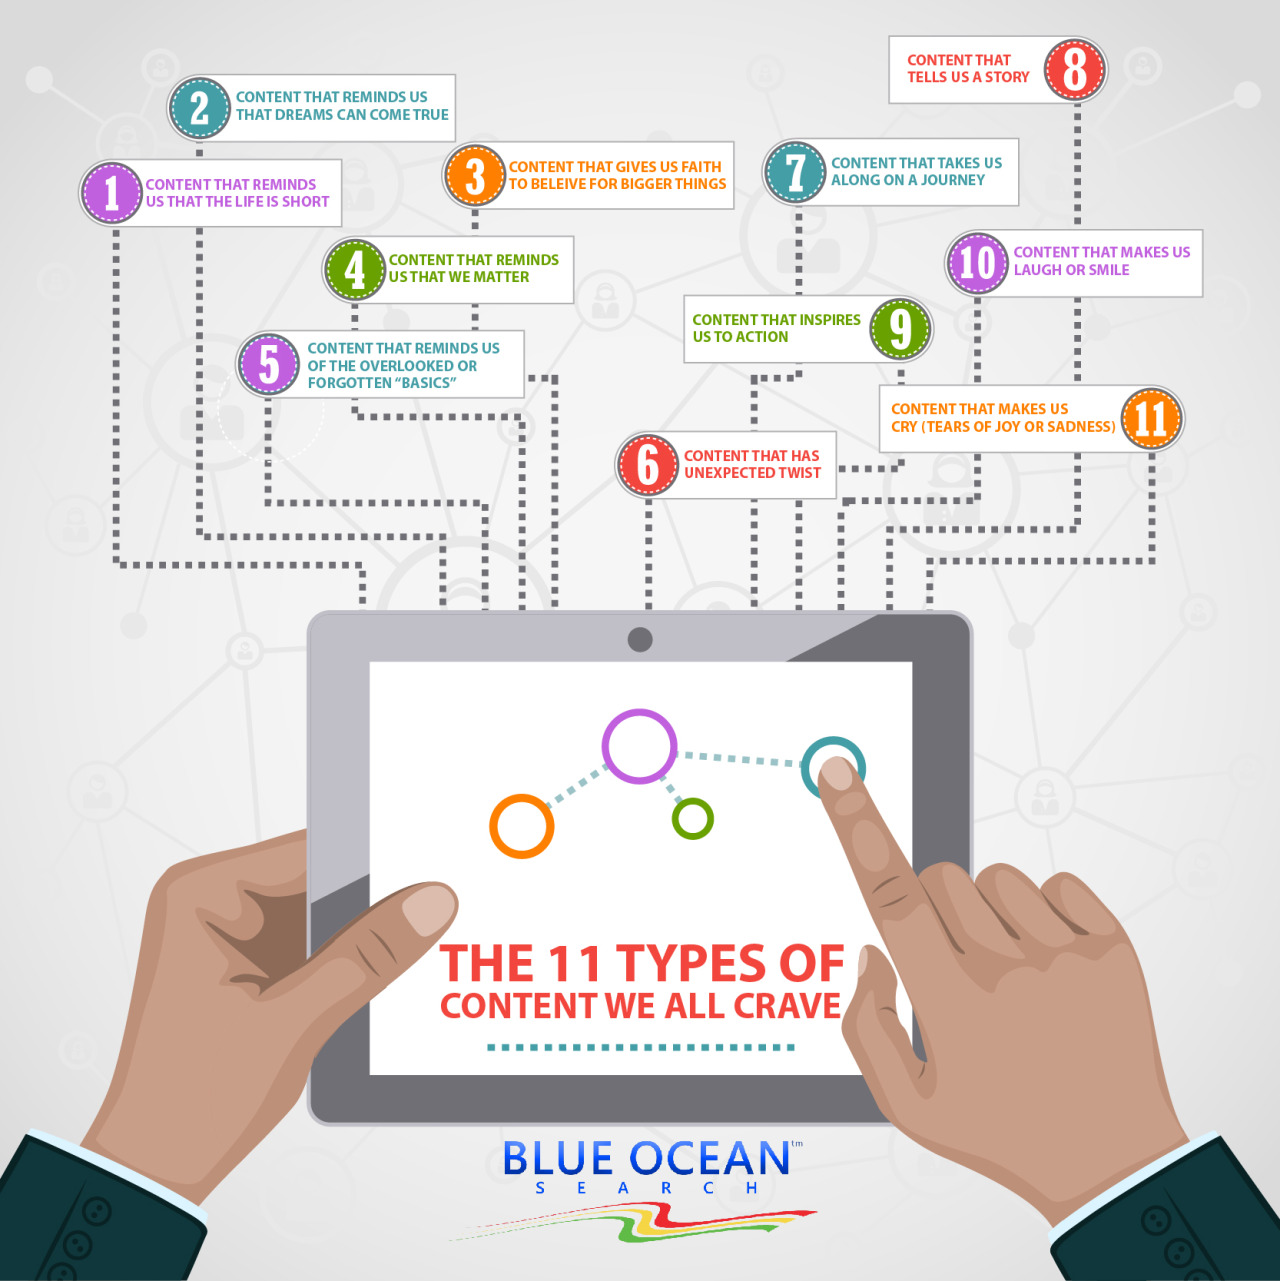 1
CONTENT THAT REMINDS
US THAT THE LIFE IS SHORT
2
CONTENT THAT REMINDS US
THAT DREAMS CAN COME TRUE
3
CONTENT THAT GIVES US FAITH
TO BELEIVE FOR BIGGER THINGS
4
CONTENT THAT REMINDS
US THAT WE MATTER
5
CONTENT THAT REMINDS US
OF THE OVERLOOKED OR
FORGOTTEN “BASICS”
6
CONTENT THAT HAS
UNEXPECTED TWIST
7
CONTENT THAT TAKES US
ALONG ON A JOURNEY
8
CONTENT THAT
TELLS US A STORY
9
CONTENT THAT INSPIRES
US TO ACTION
10
CONTENT THAT MAKES US
LAUGH OR SMILE
11
CONTENT THAT MAKES US
CRY (TEARS OF JOY OR SADNESS)
THE 11 TYPES OF
CONTENT WE ALL CRAVE
BLUE OCEAN™
SEARCH